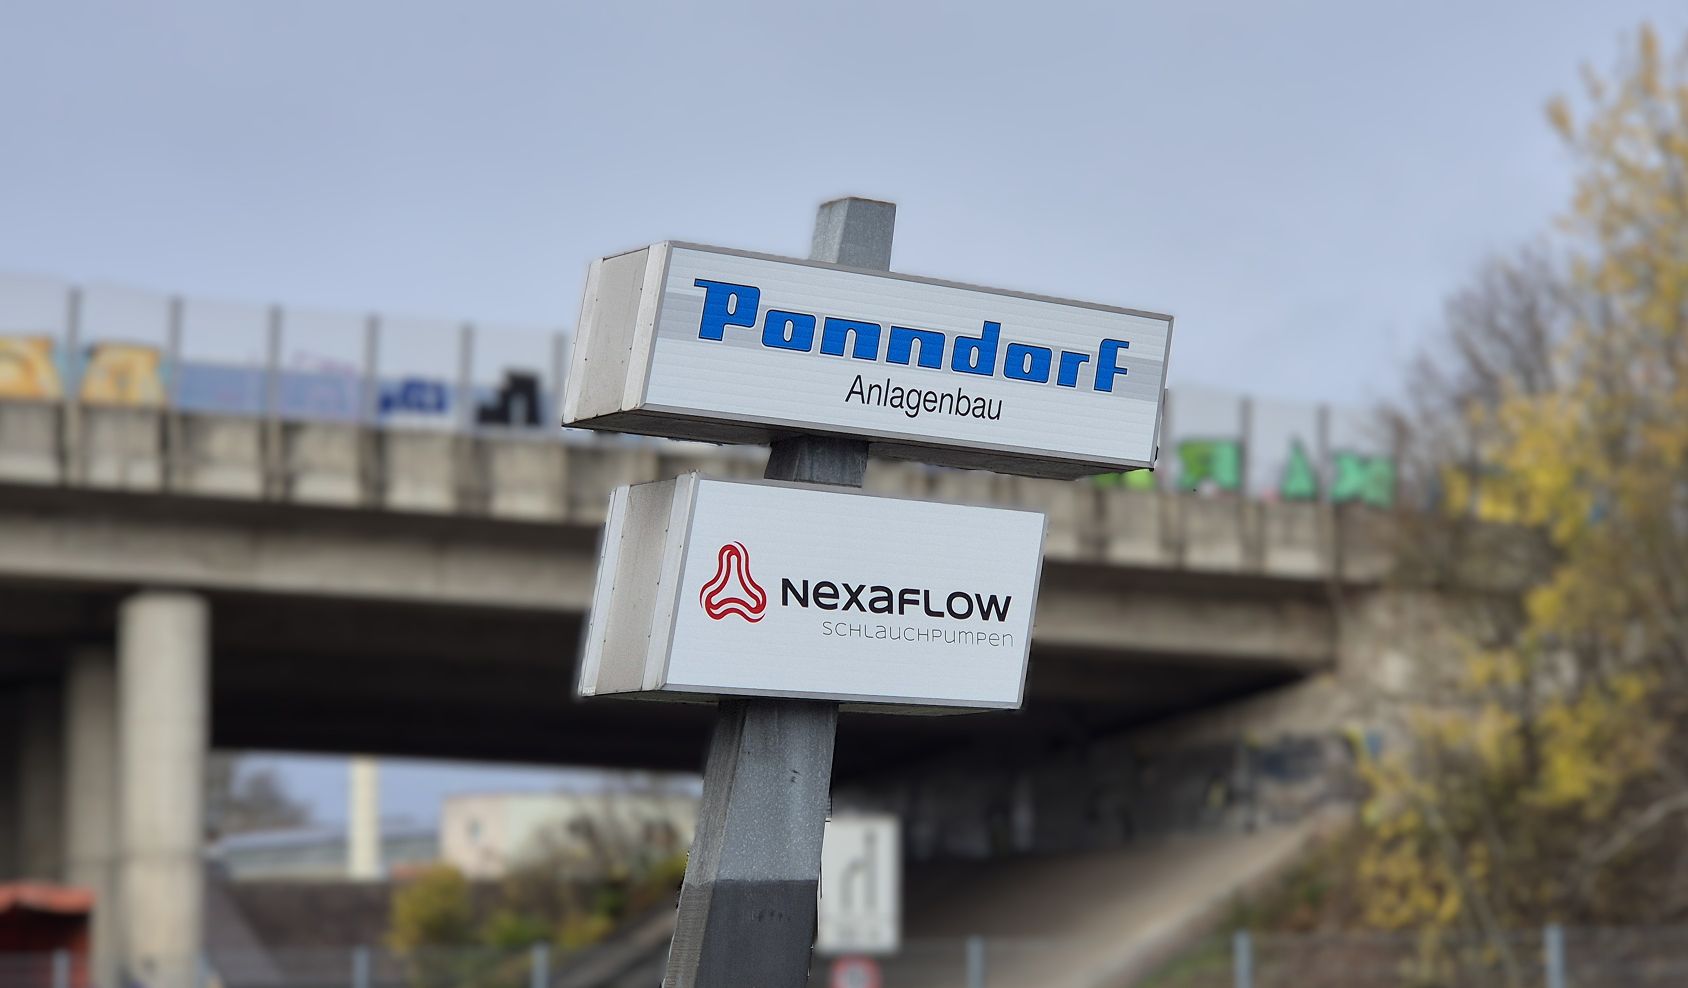 Ponndorf
Anlagenbau
NexaFLOW
SCHLAUCHPUMPEN